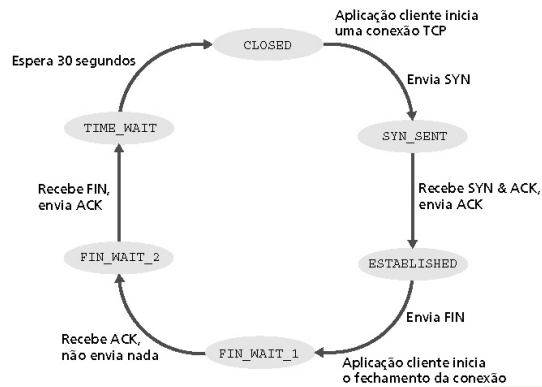 Aplicação cliente inicia
uma conexão TCP
CLOSED
Espera 30 segundos
Envia SYN
TIME_WAIT
SYN_SENT
Recebe FIN,
envia ACK
Recebe SYN & ACK,
envia ACK
FIN_WAIT_2
ESTABLISHED
Envia FIN
Recebe ACK,
não envia nada
FIN_WAIT_1
Aplicação cliente inicia
o fechamento da conexão